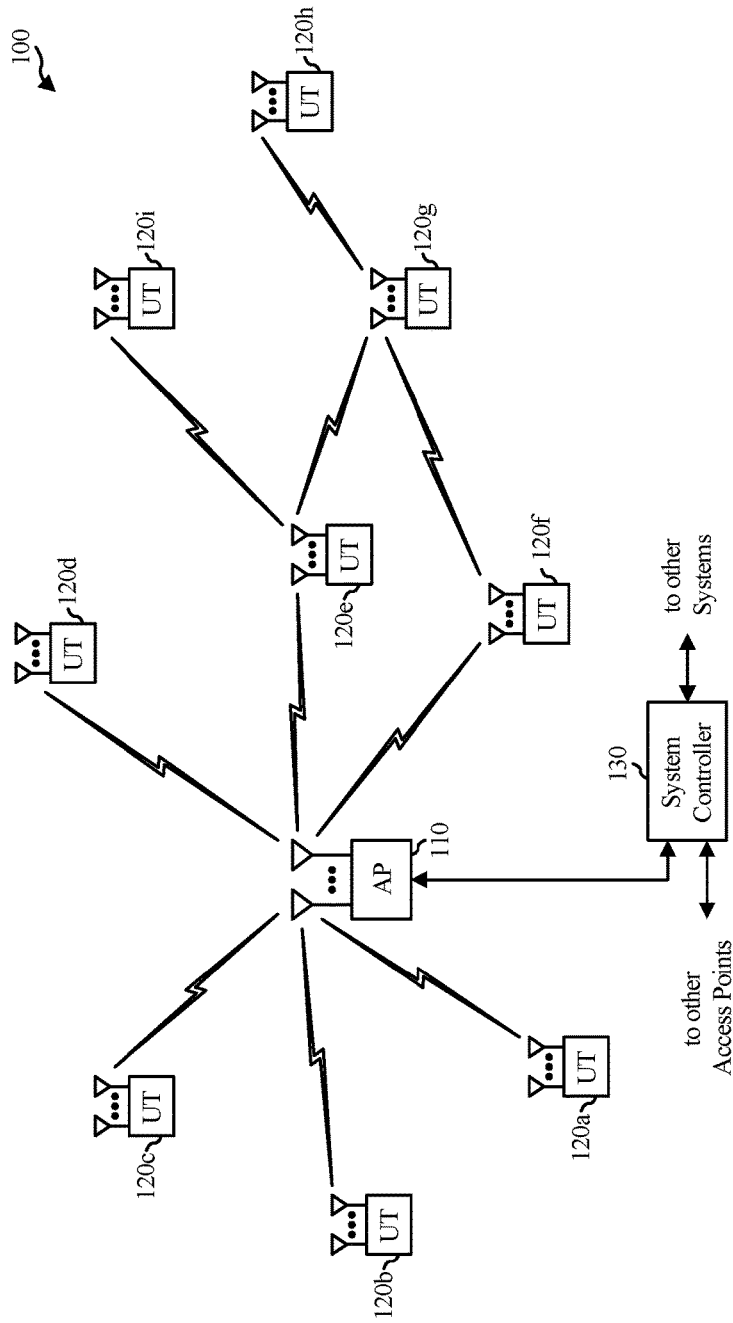 100
120d
UT
120i
UT
120h
UT
120c
UT
120e
UT
120g
UT
120b
UT
AP
110
120f
UT
120a
UT
130
System
Controller
to other
Systems
to other
Access Points